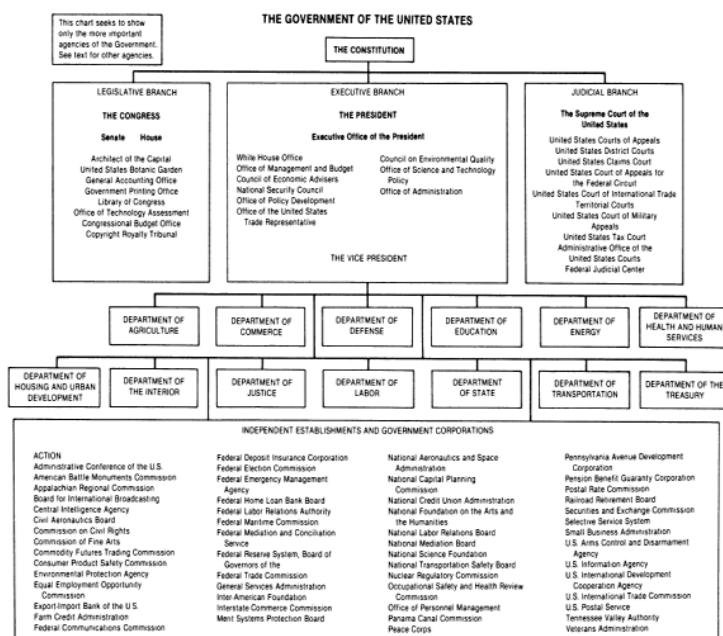 This chart seeks to show
only the more important
agencies of the Government.
See text for other agencies.
THE GOVERNMENT OF THE UNITED STATES
THE CONSTITUTION
LEGISLATIVE BRANCH
THE CONGRESS
Senate House
Architect of the Capital
United States Botanic Garden
General Accounting Office
Government Printing Office
Library of Congress
Office of Technology Assessment
Congressional Budget Office
Copyright Royalty Tribunal
EXECUTIVE BRANCH
THE PRESIDENT
Executive Office of the President
White House Office
Office of Management and Budget
Council of Economic Advisers
National Security Council
Office of Policy Development
Office of the United States
Trade Representative
Council on Environmental Quality
Office of Science and Technology
Policy
Office of Administration
THE VICE PRESIDENT
JUDICIAL BRANCH
The Supreme Court of the
United States
United States Courts of Appeals
United States District Courts
United States Claims Court
United States Court of Appeals for
the Federal Circuit
United States Court of International Trade
Territorial Courts
United States Court of Military
Appeals
United States Tax Court
Administrative Office of the
United States Courts
Federal Judicial Center
DEPARTMENT OF
AGRICULTURE
DEPARTMENT OF
COMMERCE
DEPARTMENT OF
DEFENSE
DEPARTMENT OF
EDUCATION
DEPARTMENT OF
ENERGY
DEPARTMENT OF
HEALTH AND HUMAN
SERVICES
DEPARTMENT OF
HOUSING AND URBAN
DEVELOPMENT
DEPARTMENT OF
THE INTERIOR
DEPARTMENT OF
JUSTICE
DEPARTMENT OF
LABOR
DEPARTMENT
OF STATE
DEPARTMENT OF
TRANSPORTATION
DEPARTMENT OF THE
TREASURY
INDEPENDENT ESTABLISHMENTS AND GOVERNMENT CORPORATIONS
ACTION
Administrative Conference of the U.S.
American Battle Monuments Commission
Appalachian Regional Commission
Board for International Broadcasting
Central Intelligence Agency
Civil Aeronautics Board
Commission on Civil Rights
Commission of Fine Arts
Commodity Futures Trading Commission
Consumer Product Safety Commission
Environmental Protection Agency
Equal Employment Opportunity
Commission
Export-Import Bank of the U.S.
Farm Credit Administration
Federal Communications Commission
Federal Deposit Insurance Corporation
Federal Election Commission
Federal Emergency Management
Agency
Federal Home Loan Bank Board
Federal Labor Relations Authority
Federal Maritime Commission
Federal Mediation and Conciliation
Service
Federal Reserve System, Board of
Governors of the
Federal Trade Commission
General Services Administration
Inter American Foundation
Interstate Commerce Commission
Merit Systems Protection Board
National Aeronautics and Space
Administration
National Capital Planning
Commission
National Credit Union Administration
National Foundation on the Arts and
the Humanities
National Labor Relations Board
National Mediation Board
National Science Foundation
National Transportation Safety Board
Nuclear Regulatory Commission
Occupational Safety and Health Review
Commission
Office of Personnel Management
Panama Canal Commission
Peace Corps
Pennsylvania Avenue Development
Corporation
Pension Benefit Guaranty Corporation
Postal Rate Commission
Railroad Retirement Board
Securities and Exchange Commission
Selective Service System
Small Business Administration
U.S. Arms Control and Disarmament
Agency
U.S. Information Agency
U.S. International Development
Cooperation Agency
U.S. International Trade Commission
U.S. Postal Service
Tennessee Valley Authority
Veterans Administration